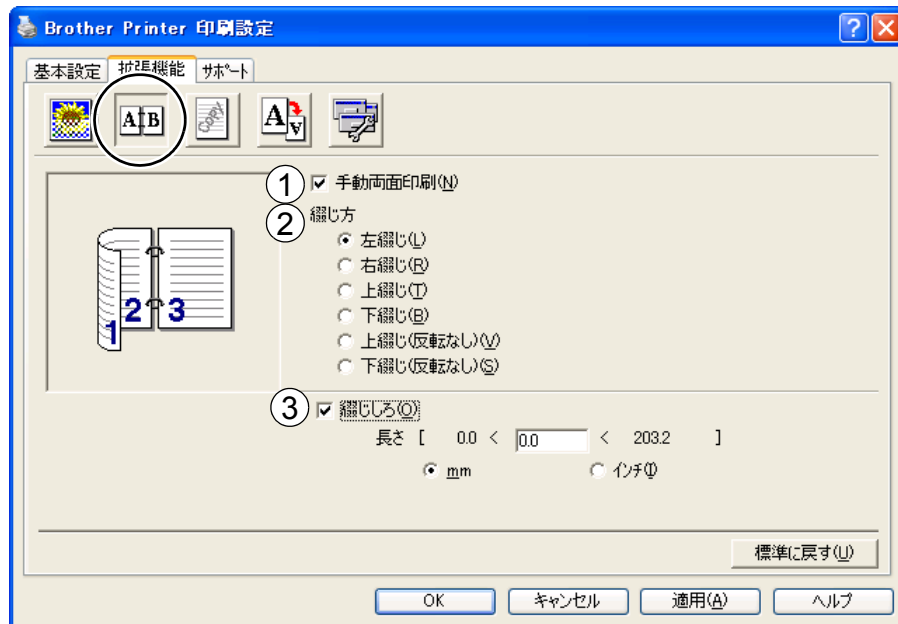 Brother Printer 印刷設定
基本設定 拡張機能 サポート
A B Copy A A
① 手動両面印刷(N)
② 綴じ方
左綴じ(L)
右綴じ(R)
上綴じ(T)
下綴じ(B)
上綴じ(反転なし)(V)
下綴じ(反転なし)(S)
1 2 3
③ 綴じしろ(O)
長さ [ 0.0 < 0.0 < 203.2 ]
mm インチ(I)
標準に戻す(U)
OK キャンセル 適用(A) ヘルプ